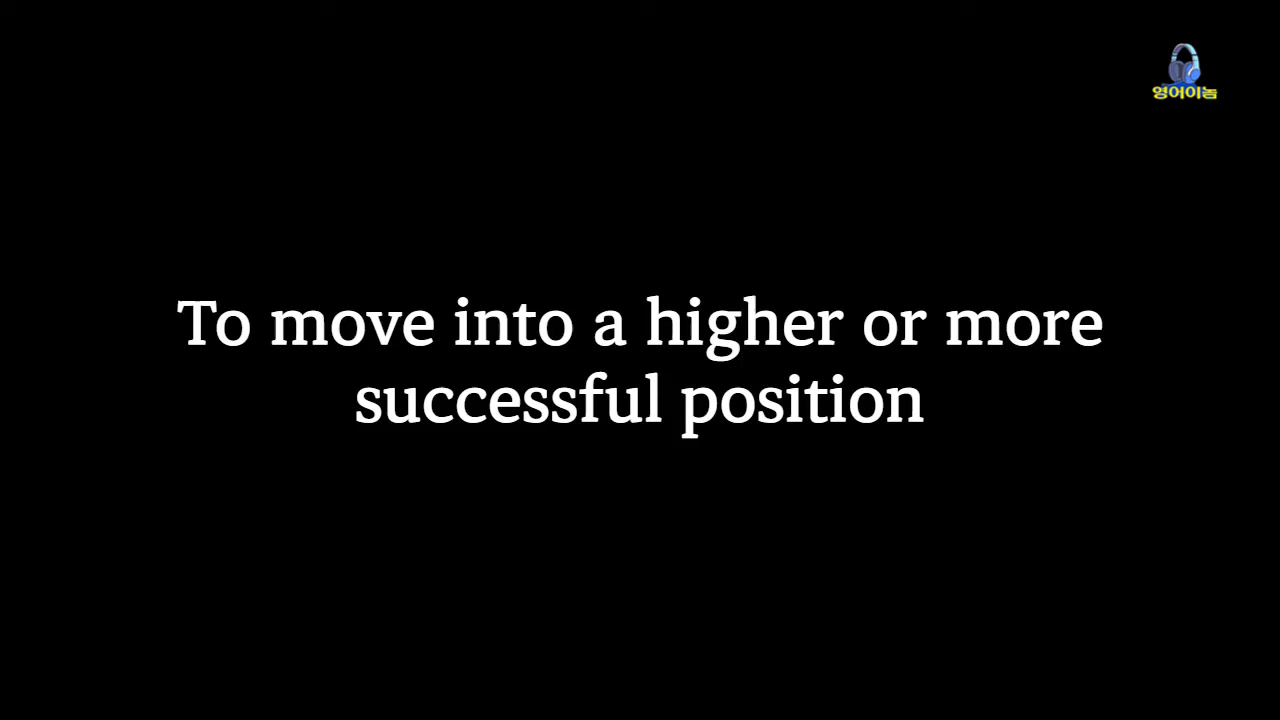 영어이놈
To move into a higher or more
successful position